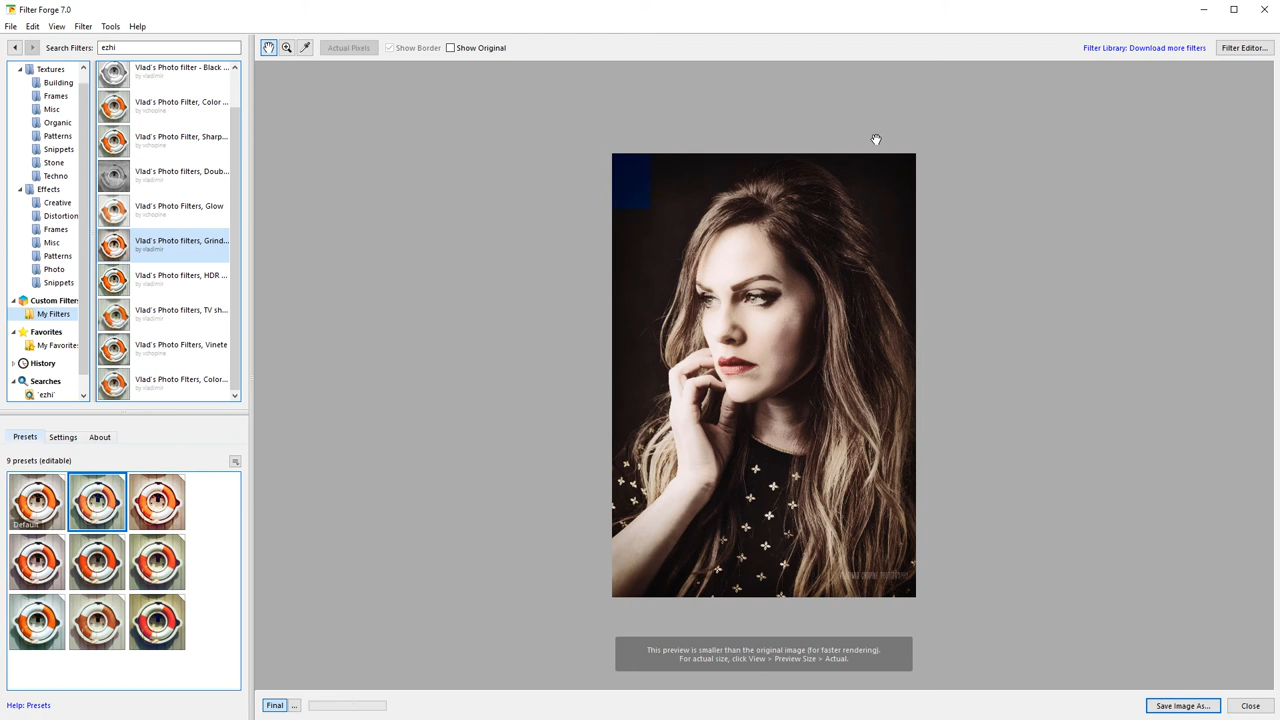 Filter Forge 7.0
File Edit View Filter Tools Help
Search Filters: ezhi
Actual Pixels
Show Border
Show Original
Filter Library: Download more filters
Filter Editor...
Textures
Building
Frames
Misc
Organic
Patterns
Snippets
Stone
Techno
Effects
Creative
Distortion
Frames
Misc
Patterns
Photo
Snippets
Custom Filters
My Filters
Favorites
My Favorite
History
Searches
'ezhi'
Vlad's Photo filter - Black ...
by vladimir
Vlad's Photo Filter, Color ...
by vchopine
Vlad's Photo Filter, Sharp...
by vchopine
Vlad's Photo filters, Doub...
by vladimir
Vlad's Photo Filters, Glow
by vchopine
Vlad's Photo filters, Grind...
by vladimir
Vlad's Photo filters, HDR ...
by vladimir
Vlad's Photo filters, TV sh...
by vladimir
Vlad's Photo Filters, Vinete
by vchopine
Vlad's Photo Flters, Color...
by vladimir
Presets Settings About
9 presets (editable)
Default
Help: Presets
This preview is smaller than the original image (for faster rendering).
For actual size, click View > Preview Size > Actual.
Final ...
Save Image As...
Close